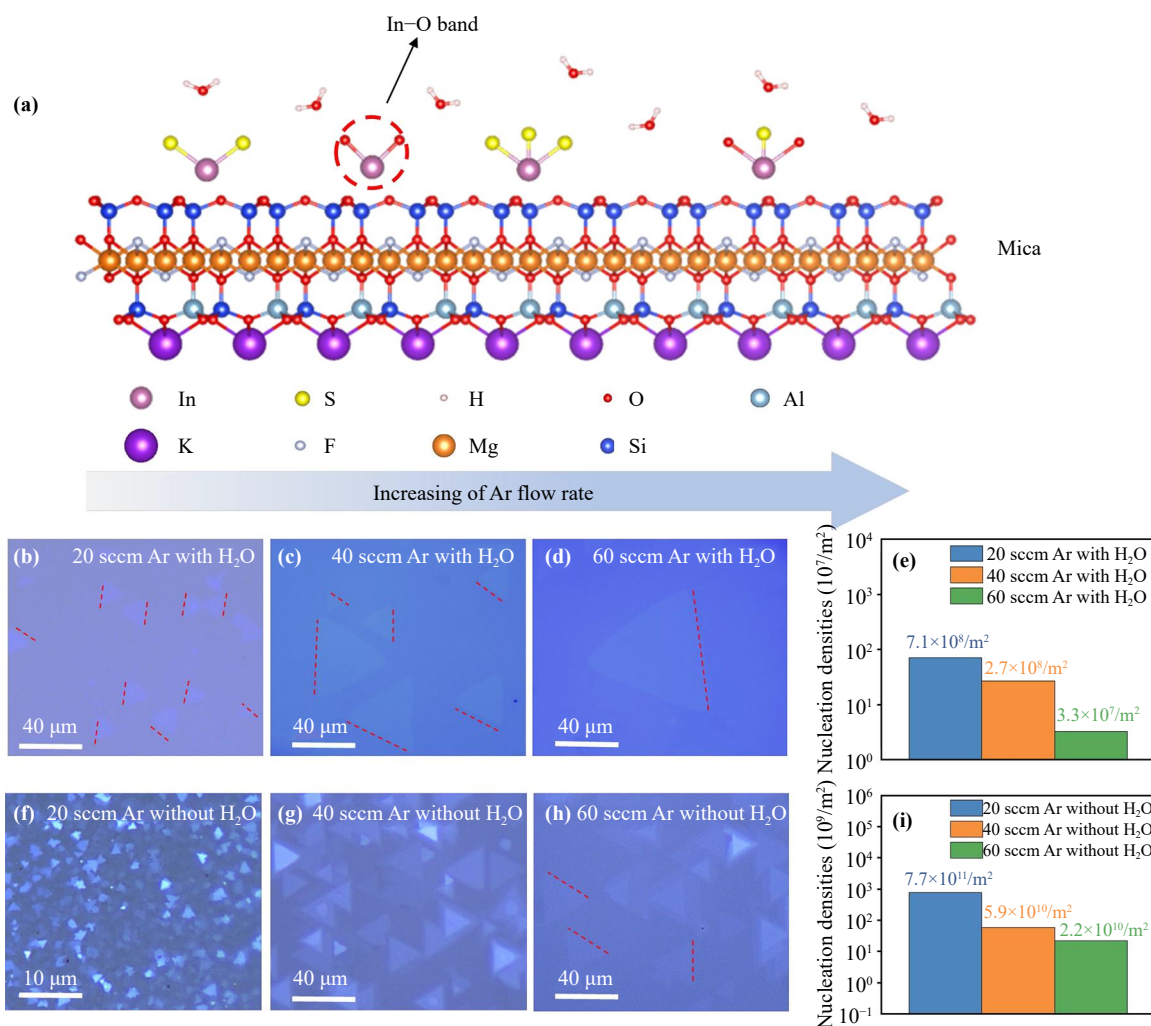 In−O band
(a)
Mica
In
S
H
O
Al
K
F
Mg
Si
Increasing of Ar flow rate
(b) 20 sccm Ar with H₂O
40 μm
(c) 40 sccm Ar with H₂O
40 μm
(d) 60 sccm Ar with H₂O
40 μm
(e)
Nucleation densities (10⁷/m²)
10⁴
10³
10²
10¹
10⁰
20 sccm Ar with H₂O
40 sccm Ar with H₂O
60 sccm Ar with H₂O
7.1×10⁸/m²
2.7×10⁸/m²
3.3×10⁷/m²
(f) 20 sccm Ar without H₂O
10 μm
(g) 40 sccm Ar without H₂O
40 μm
(h) 60 sccm Ar without H₂O
40 μm
(i)
Nucleation densities (10⁹/m²)
10⁶
10⁵
10⁴
10³
10²
10¹
10⁰
10⁻¹
20 sccm Ar without H₂O
40 sccm Ar without H₂O
60 sccm Ar without H₂O
7.7×10¹¹/m²
5.9×10¹⁰/m²
2.2×10¹⁰/m²